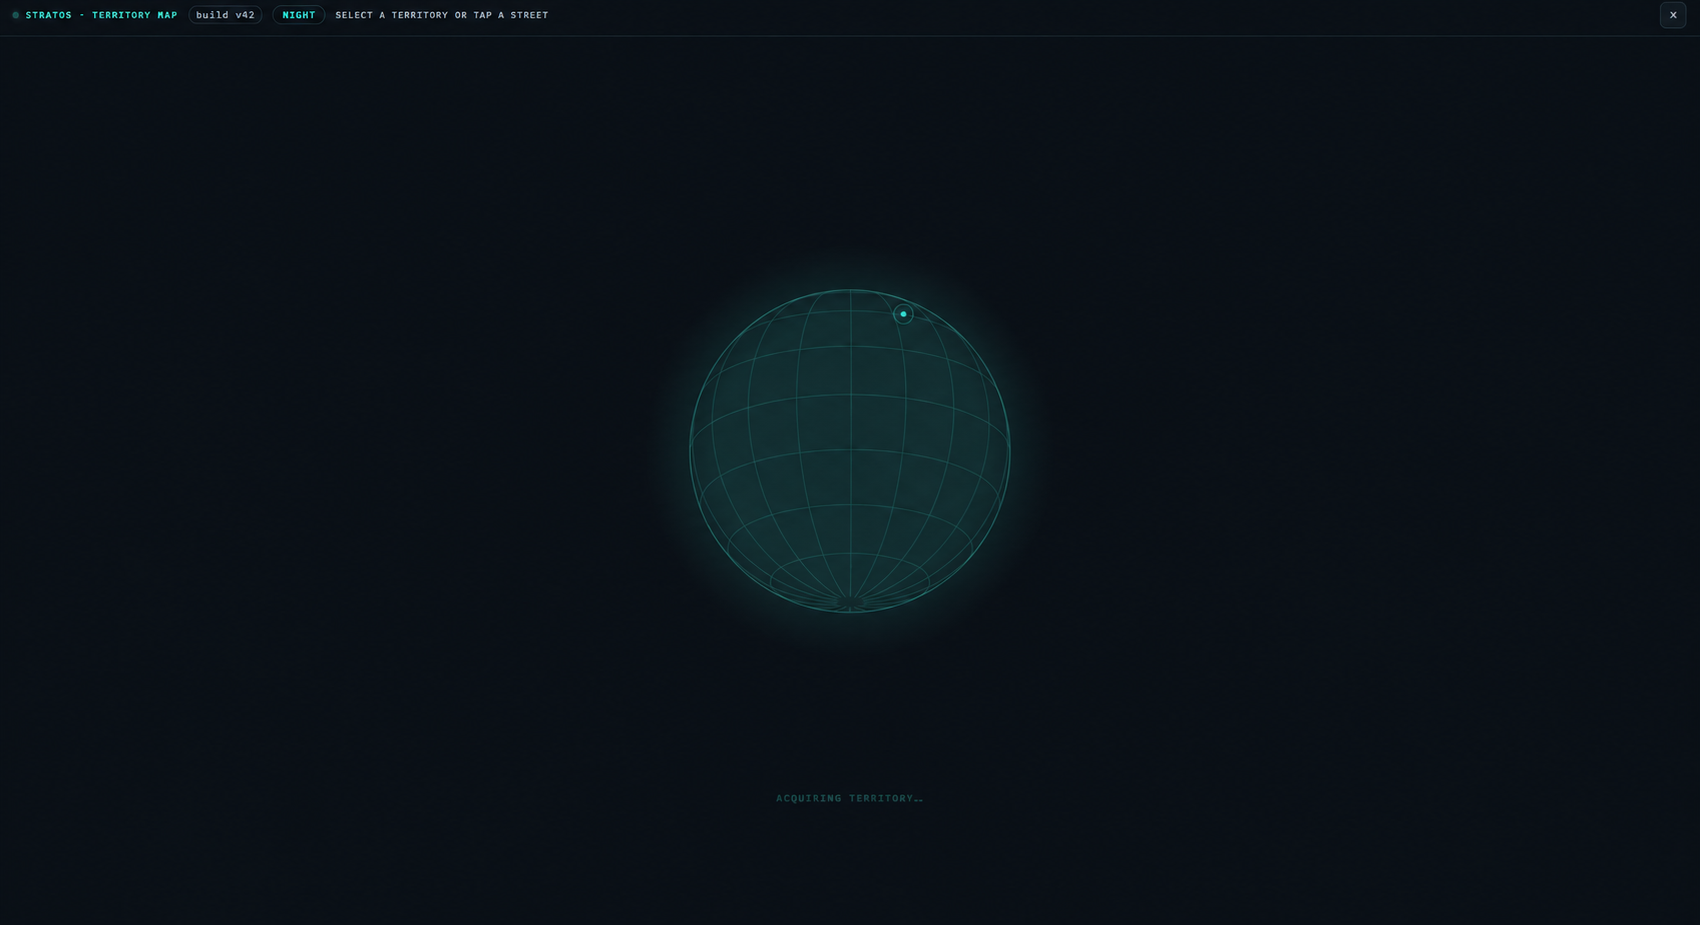 STRATOS - TERRITORY MAP build v42 NIGHT SELECT A TERRITORY OR TAP A STREET X
ACQUIRING TERRITORY……